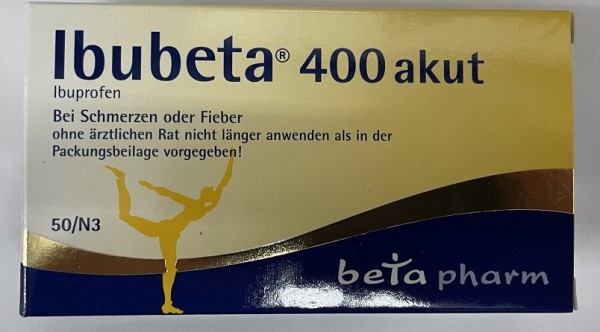 Ibubeta® 400 akut
Ibuprofen
Bei Schmerzen oder Fieber
ohne ärztlichen Rat nicht länger anwenden als in der
Packungsbeilage vorgegeben!
50/N3
beta pharm